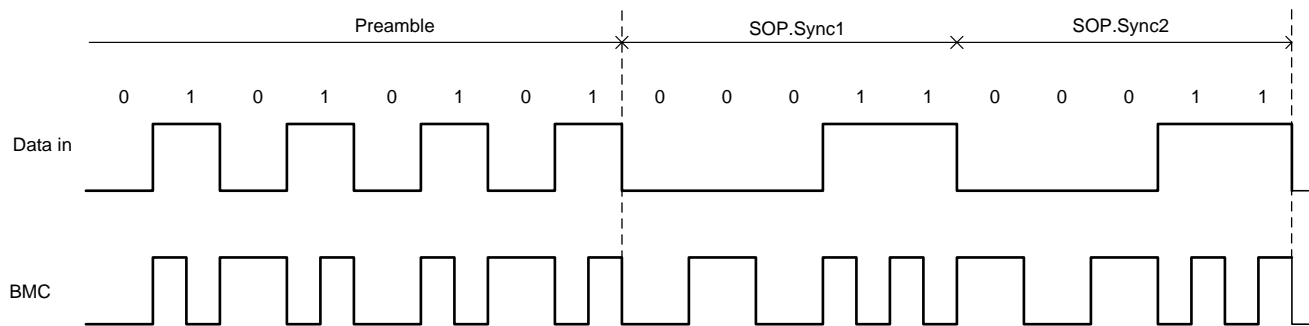 Preamble
SOP.Sync1
SOP.Sync2
0 1 0 1 0 1 0 1 0 0 0 1 1 0 0 0 1 1
Data in
BMC